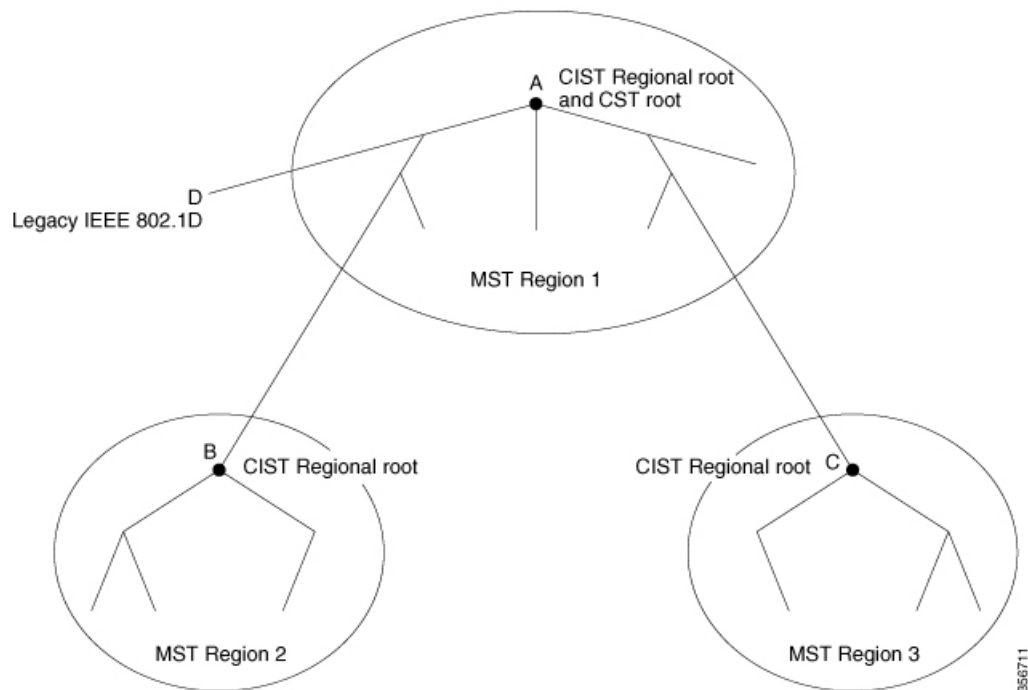 A
CIST Regional root
and CST root
D
Legacy IEEE 802.1D
MST Region 1
B
CIST Regional root
CIST Regional root
C
MST Region 2
MST Region 3
356711